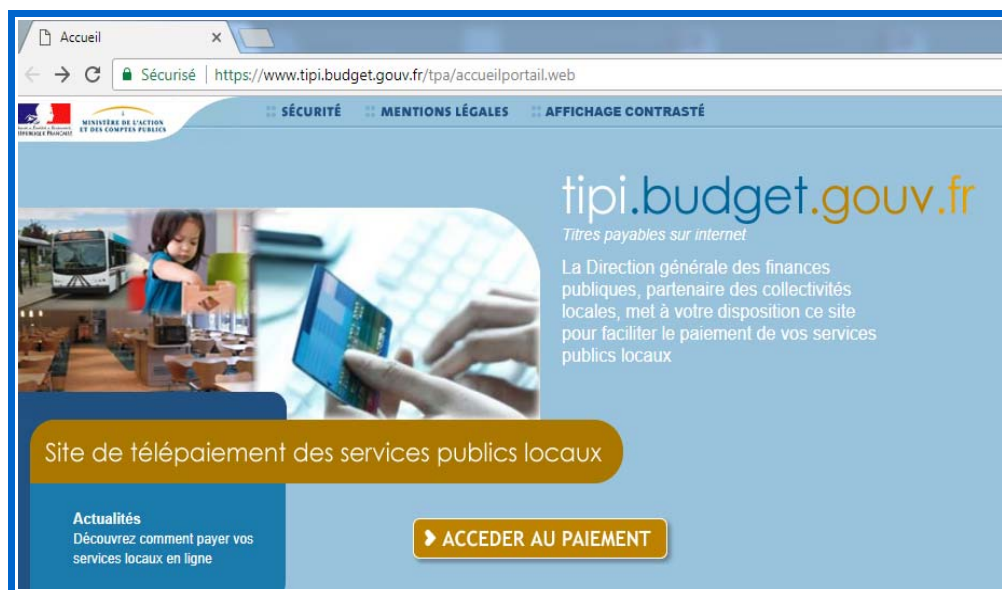 Accueil
Sécurisé | https://www.tipi.budget.gouv.fr/tpa/accueilportail.web
MINISTÈRE DE L'ACTION
ET DES COMPTES PUBLICS
SÉCURITÉ
MENTIONS LÉGALES
AFFICHAGE CONTRASTÉ
RÉPUBLIQUE FRANÇAISE
tipi.budget.gouv.fr
Titres payables sur internet
La Direction générale des finances
publiques, partenaire des collectivités
locales, met à votre disposition ce site
pour faciliter le paiement de vos services
publics locaux
Site de télépaiement des services publics locaux
Actualités
Découvrez comment payer vos
services locaux en ligne
ACCEDER AU PAIEMENT